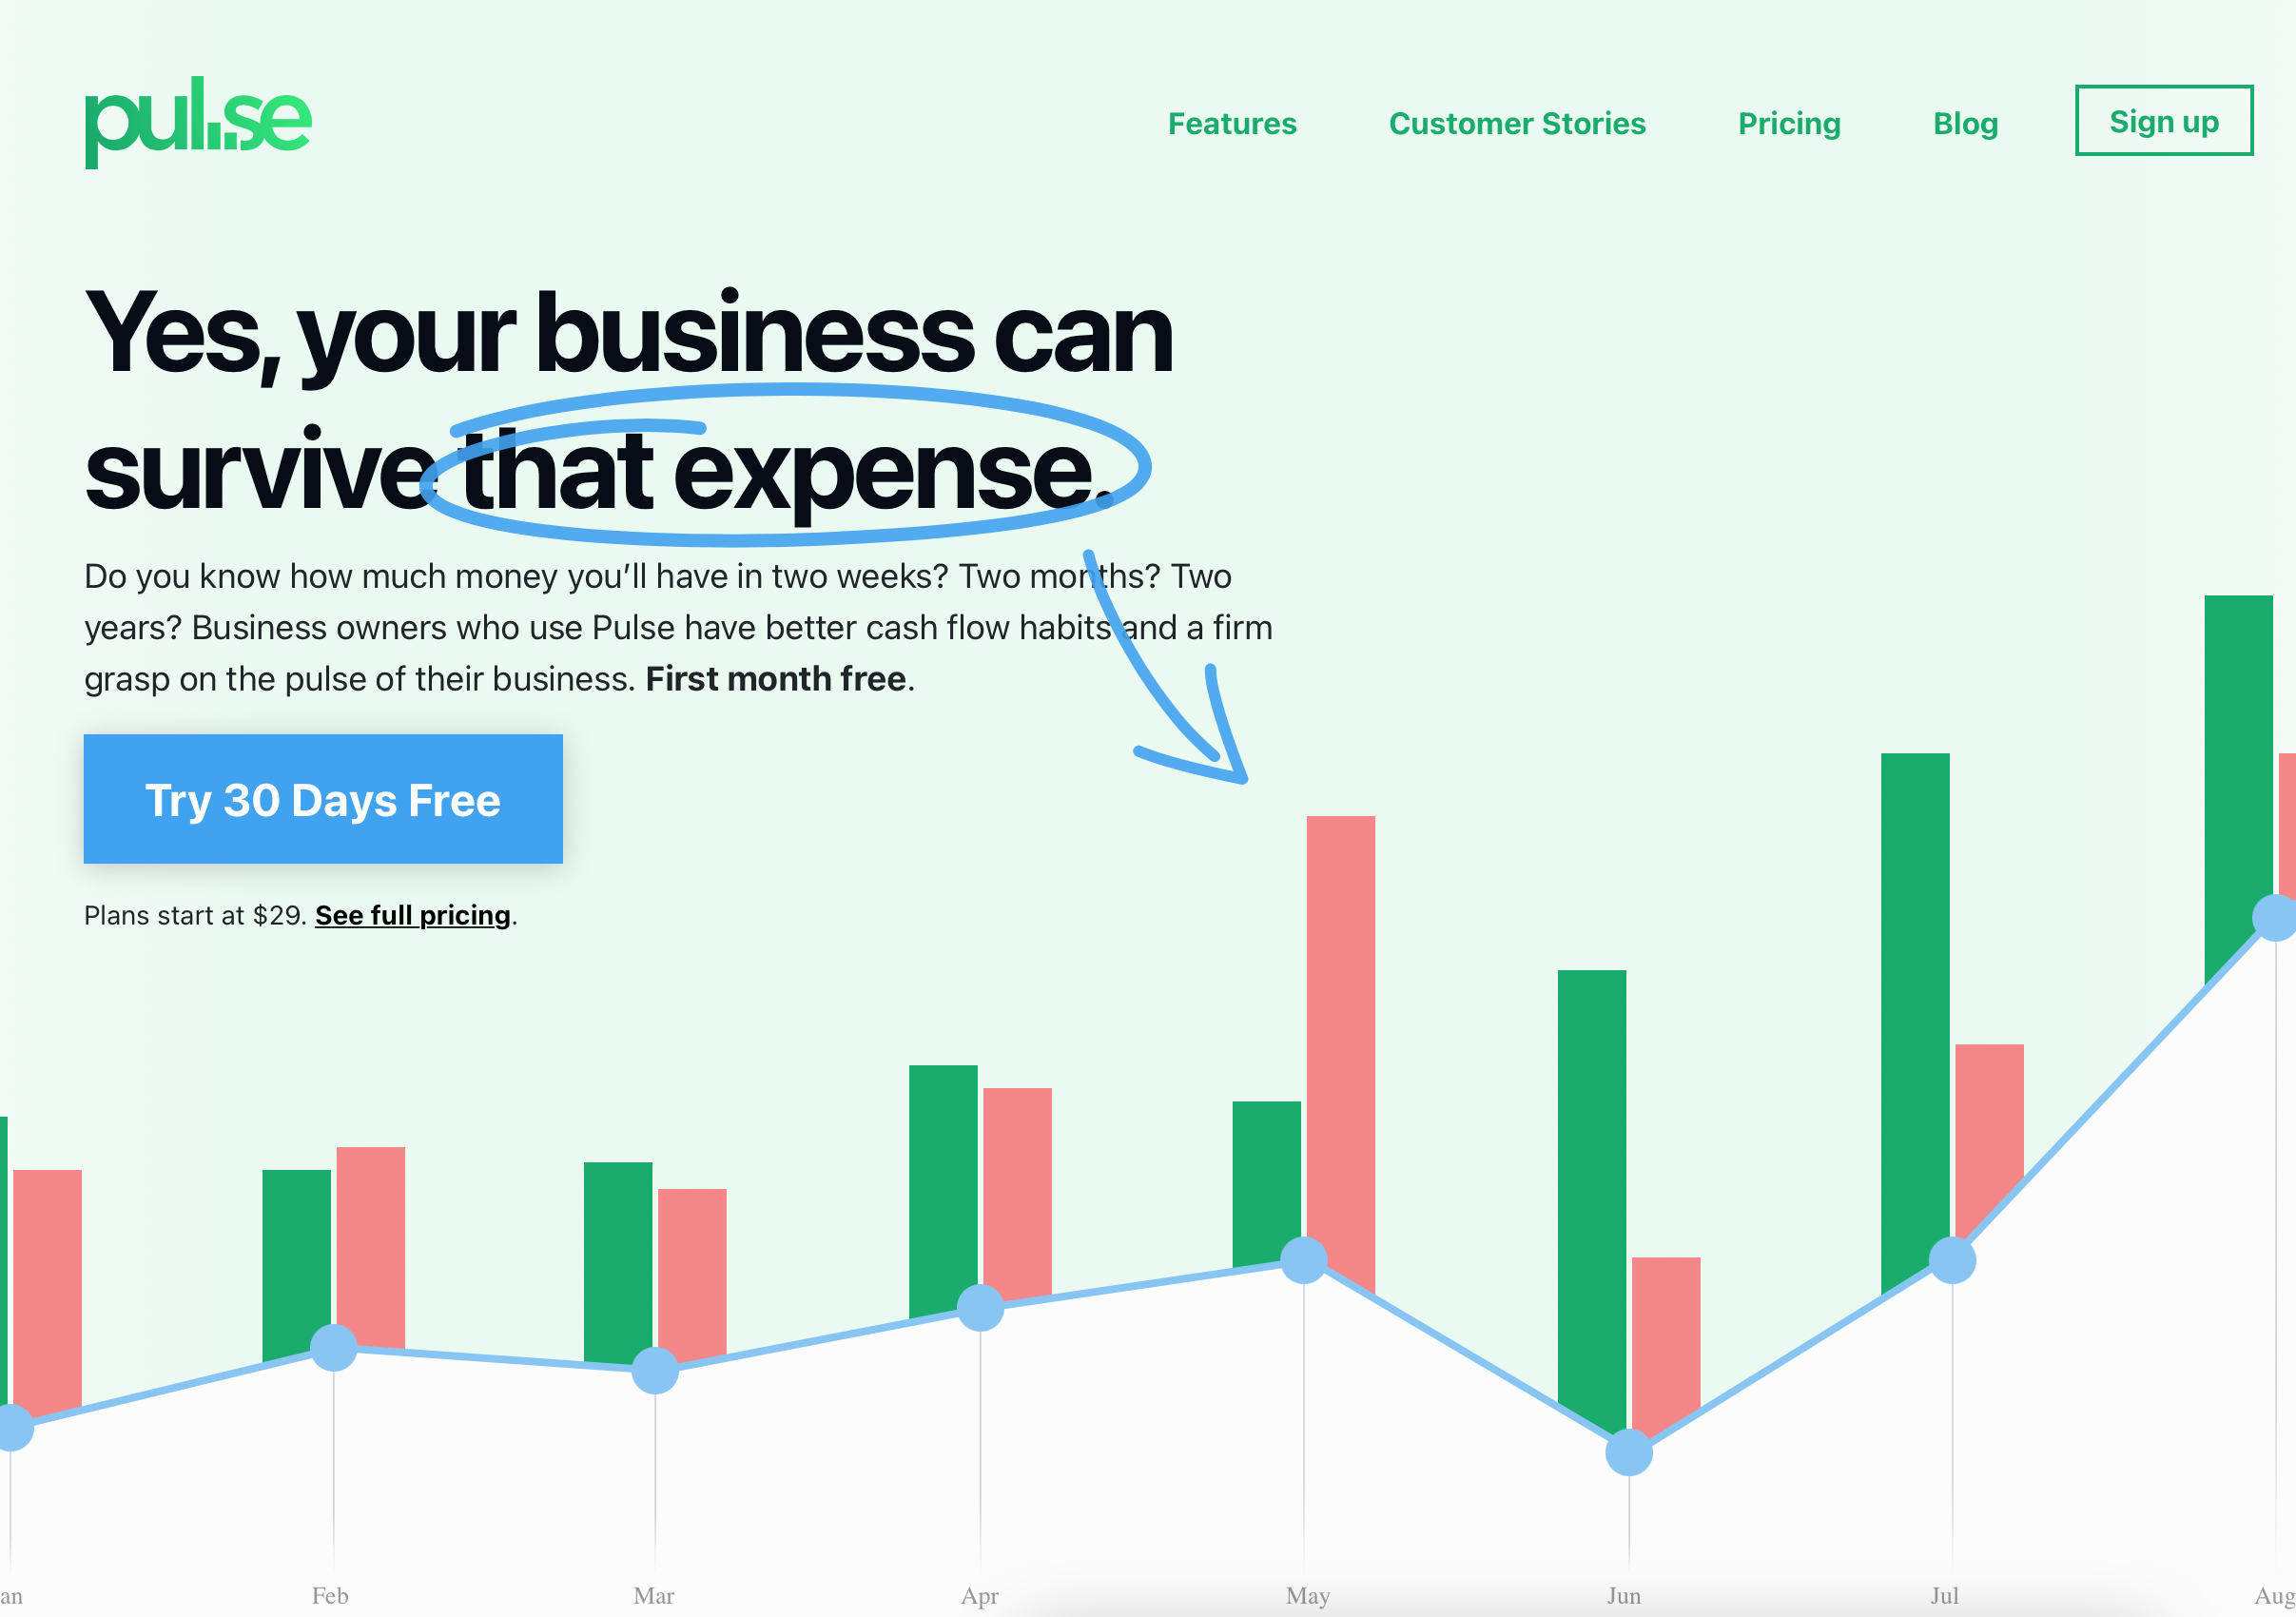 pulse
Features Customer Stories Pricing Blog Sign up
Yes, your business can
survive that expense.
Do you know how much money you’ll have in two weeks? Two months? Two
years? Business owners who use Pulse have better cash flow habits and a firm
grasp on the pulse of their business. First month free.
Try 30 Days Free
Plans start at $29. See full pricing.
an Feb Mar Apr May Jun Jul Aug